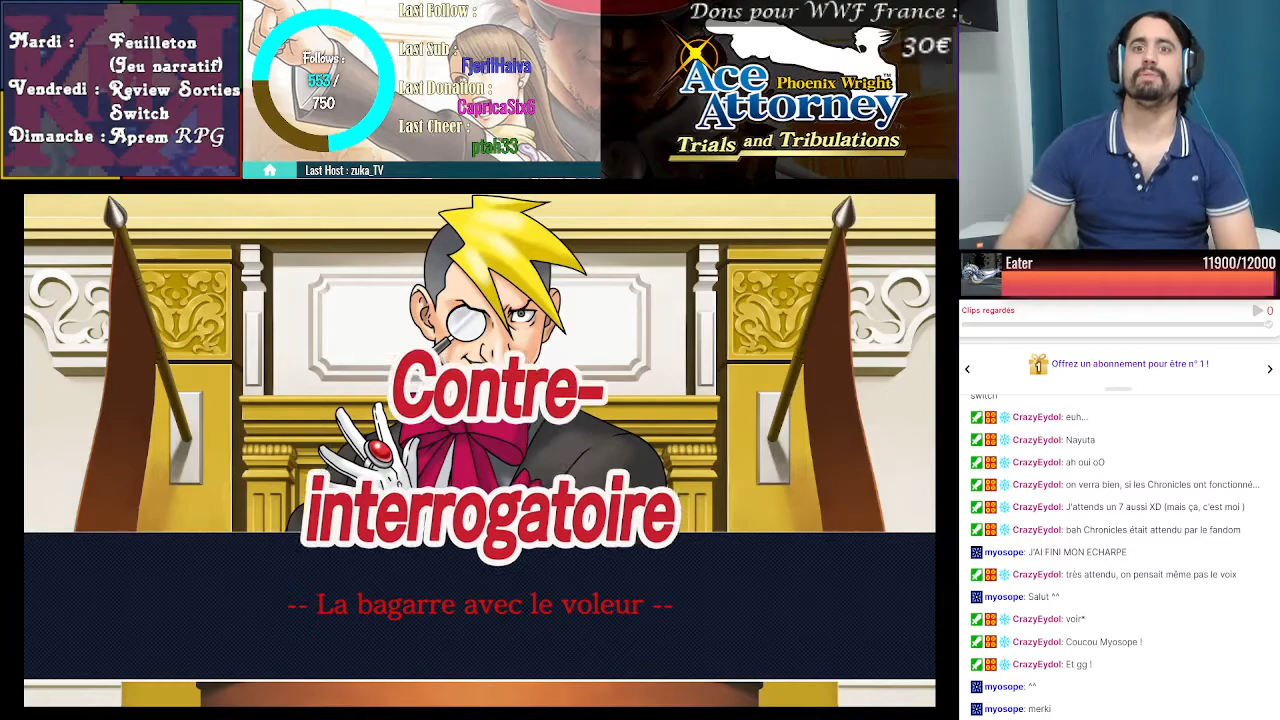 Mardi : Feuilleton
(Jeu narratif)
Vendredi : Review Sorties
Switch
Dimanche : Aprem RPG
Follows :
553 /
750
Last Follow :
Last Sub :
FjerilHaiva
Last Donation :
CapricaSix6
Last Cheer :
ptah33
Last Host : zuka_TV
Dons pour WWF France :
30€
Phoenix Wright™
Ace
Attorney
Trials and Tribulations
Eater 11900/12000
Clips regardés 0
Offrez un abonnement pour être n° 1 !
switch
CrazyEydol: euh...
CrazyEydol: Nayuta
CrazyEydol: ah oui oO
CrazyEydol: on verra bien, si les Chronicles ont fonctionné...
CrazyEydol: J'attends un 7 aussi XD (mais ça, c'est moi )
CrazyEydol: bah Chronicles était attendu par le fandom
myosope: J'AI FINI MON ECHARPE
CrazyEydol: très attendu, on pensait même pas le voix
myosope: Salut ^^
CrazyEydol: voir*
CrazyEydol: Coucou Myosope !
CrazyEydol: Et gg !
myosope: ^^
myosope: merki
Contre-
interrogatoire
-- La bagarre avec le voleur --